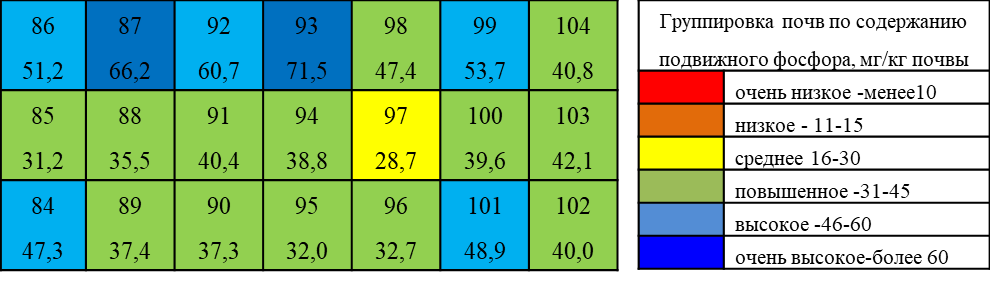 86 87 92 93 98 99 104
51,2 66,2 60,7 71,5 47,4 53,7 40,8
85 88 91 94 97 100 103
31,2 35,5 40,4 38,8 28,7 39,6 42,1
84 89 90 95 96 101 102
47,3 37,4 37,3 32,0 32,7 48,9 40,0
Группировка почв по содержанию
подвижного фосфора, мг/кг почвы
очень низкое -менее10
низкое - 11-15
среднее 16-30
повышенное -31-45
высокое -46-60
очень высокое-более 60